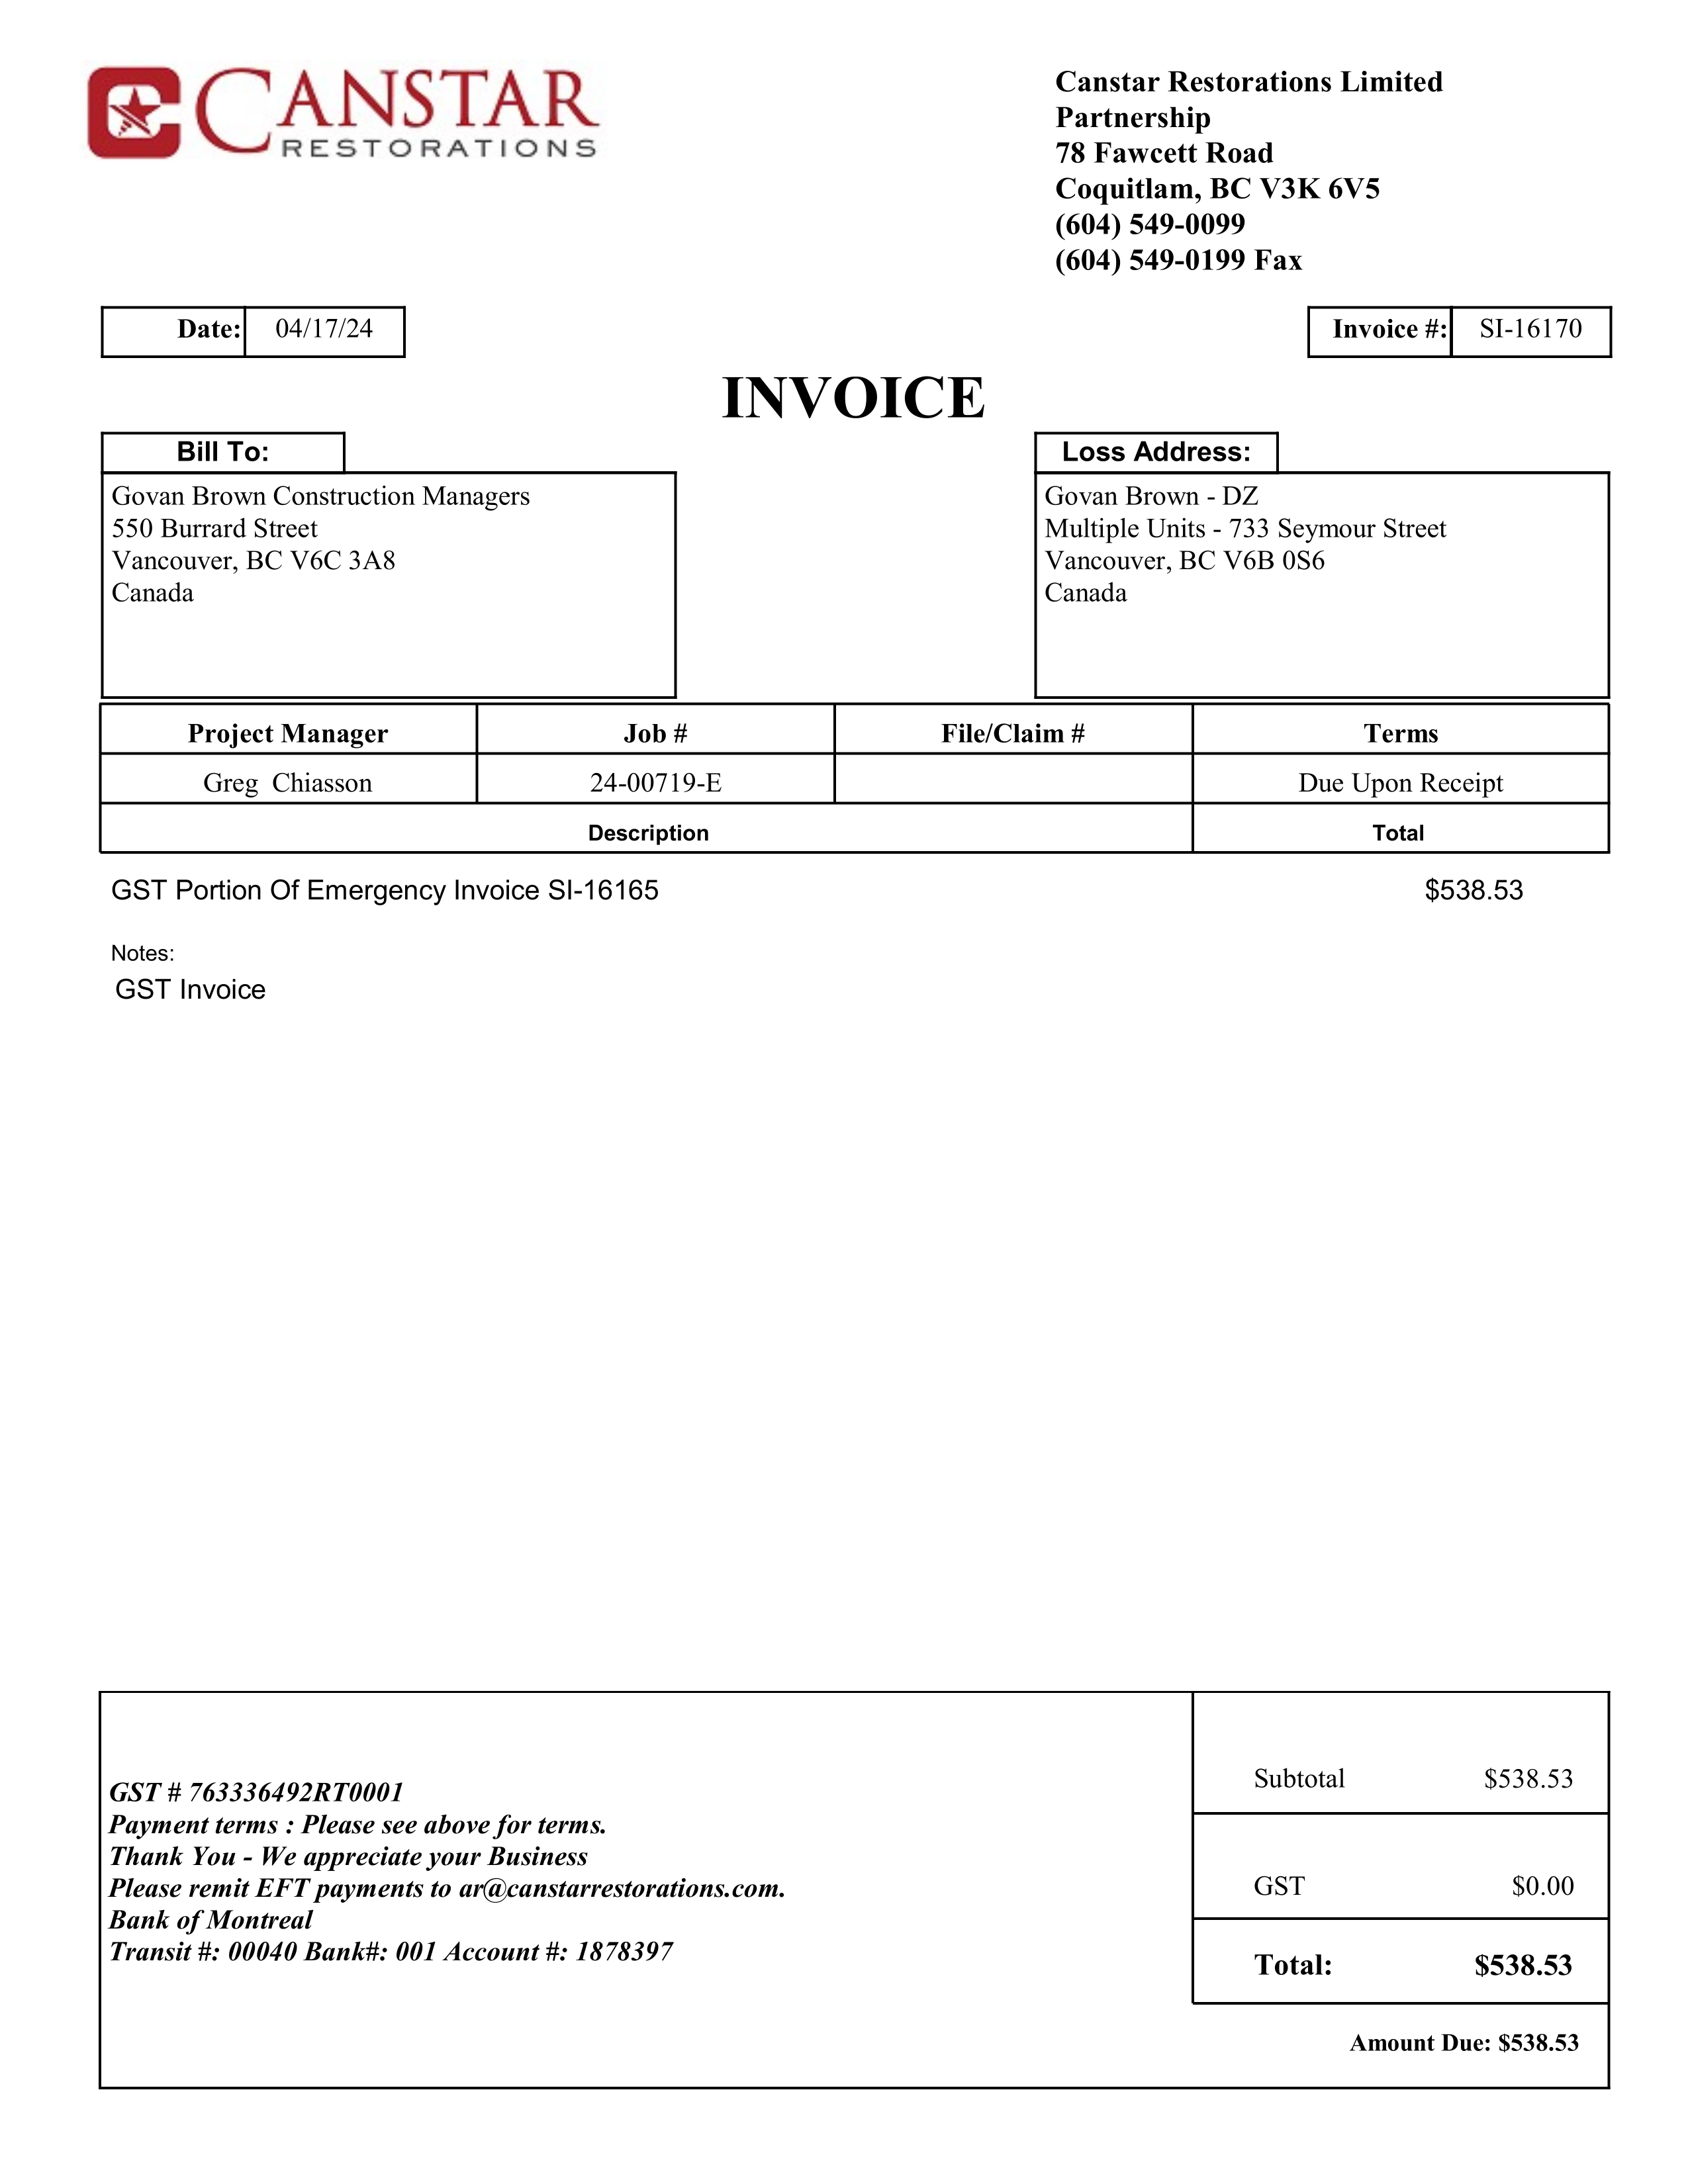 CANSTAR
RESTORATIONS
Canstar Restorations Limited
Partnership
78 Fawcett Road
Coquitlam, BC V3K 6V5
(604) 549-0099
(604) 549-0199 Fax
Date: 04/17/24
Invoice #: SI-16170
INVOICE
Bill To:
Govan Brown Construction Managers
550 Burrard Street
Vancouver, BC V6C 3A8
Canada
Loss Address:
Govan Brown - DZ
Multiple Units - 733 Seymour Street
Vancouver, BC V6B 0S6
Canada
Project Manager Job # File/Claim # Terms
Greg Chiasson 24-00719-E Due Upon Receipt
Description Total
GST Portion Of Emergency Invoice SI-16165 $538.53
Notes:
GST Invoice
GST # 763336492RT0001
Payment terms : Please see above for terms.
Thank You - We appreciate your Business
Please remit EFT payments to ar@canstarrestorations.com.
Bank of Montreal
Transit #: 00040 Bank#: 001 Account #: 1878397
Subtotal $538.53
GST $0.00
Total: $538.53
Amount Due: $538.53